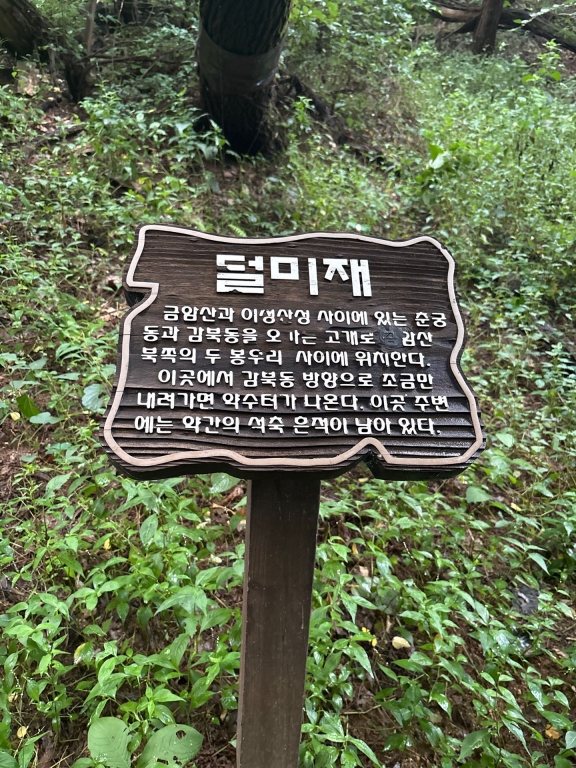 덜미재
금암산과 이성산성 사이에 있는 춘궁
동과 감북동을 오 는 고개로 암산
북쪽의 두 봉우리 사이에 위치한다.
이곳에서 감북동 방향으로 조금만
내려가면 약수터가 나온다. 이곳 주변
에는 약간의 석축 흔적이 남아 있다.